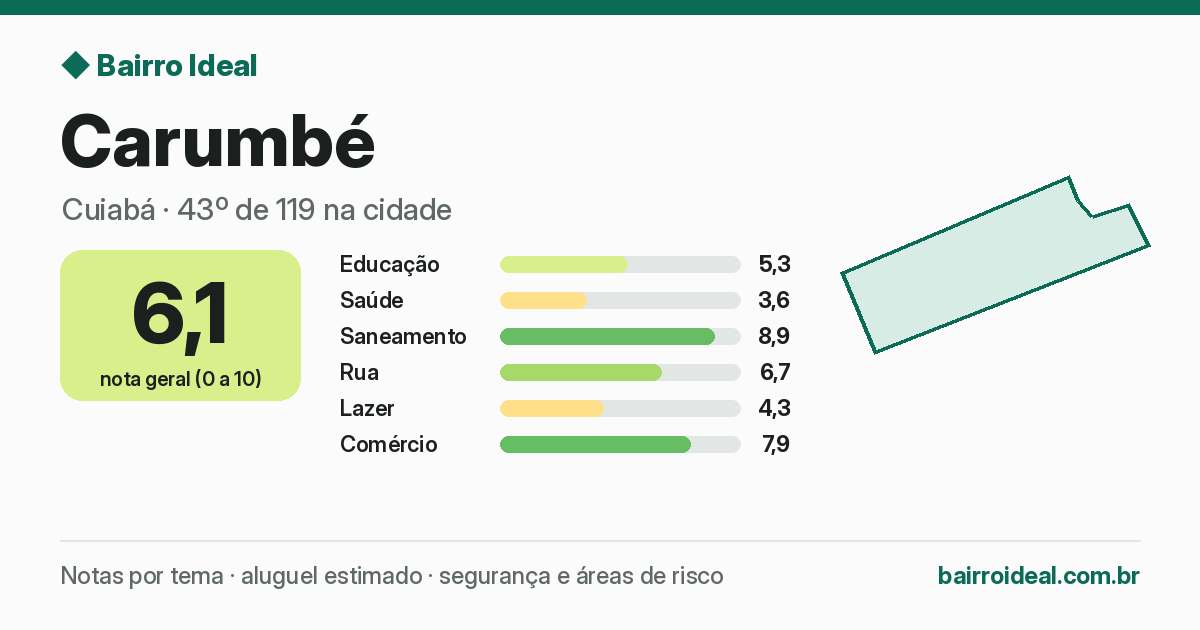 Bairro Ideal
Carumbé
Cuiabá · 43º de 119 na cidade
6,1
nota geral (0 a 10)
Educação 5,3
Saúde 3,6
Saneamento 8,9
Rua 6,7
Lazer 4,3
Comércio 7,9
Notas por tema · aluguel estimado · segurança e áreas de risco
bairroideal.com.br